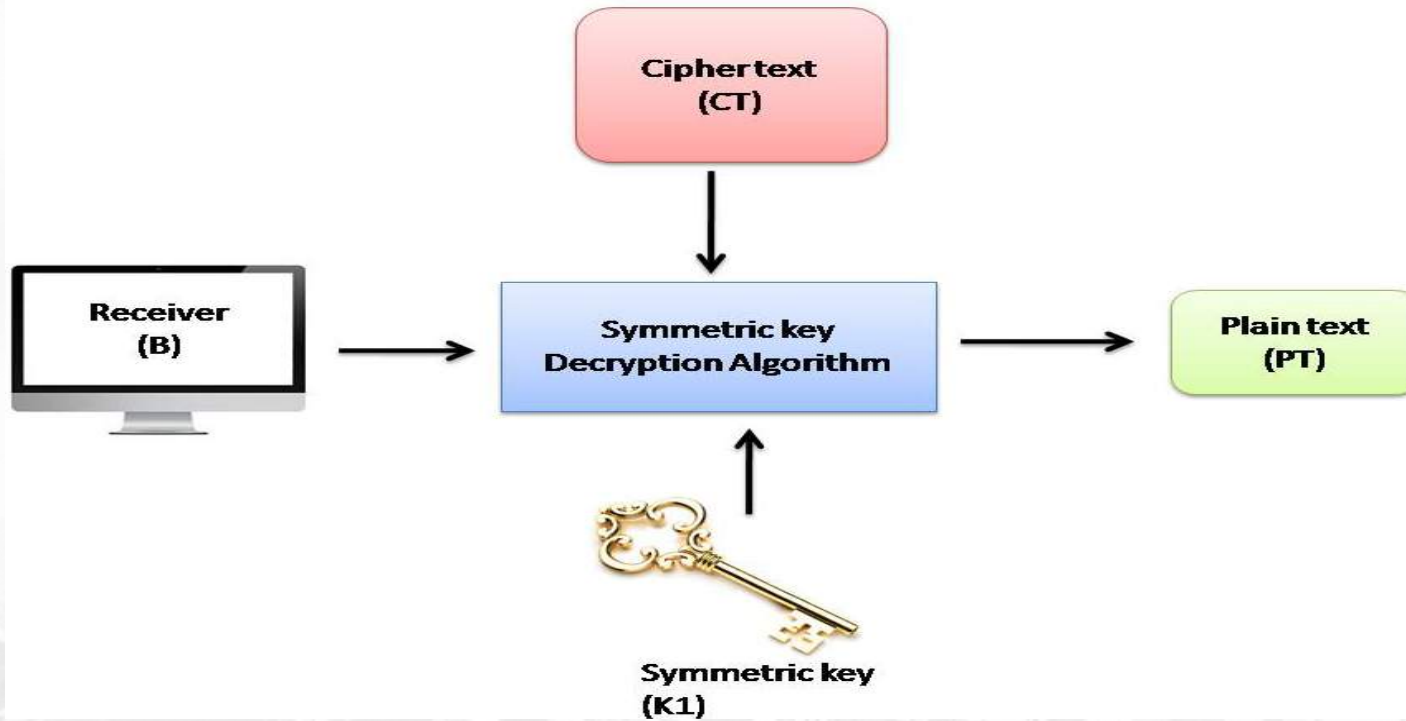 Cipher text
(CT)
Receiver
(B)
Symmetric key
Decryption Algorithm
Plain text
(PT)
Symmetric key
(K1)